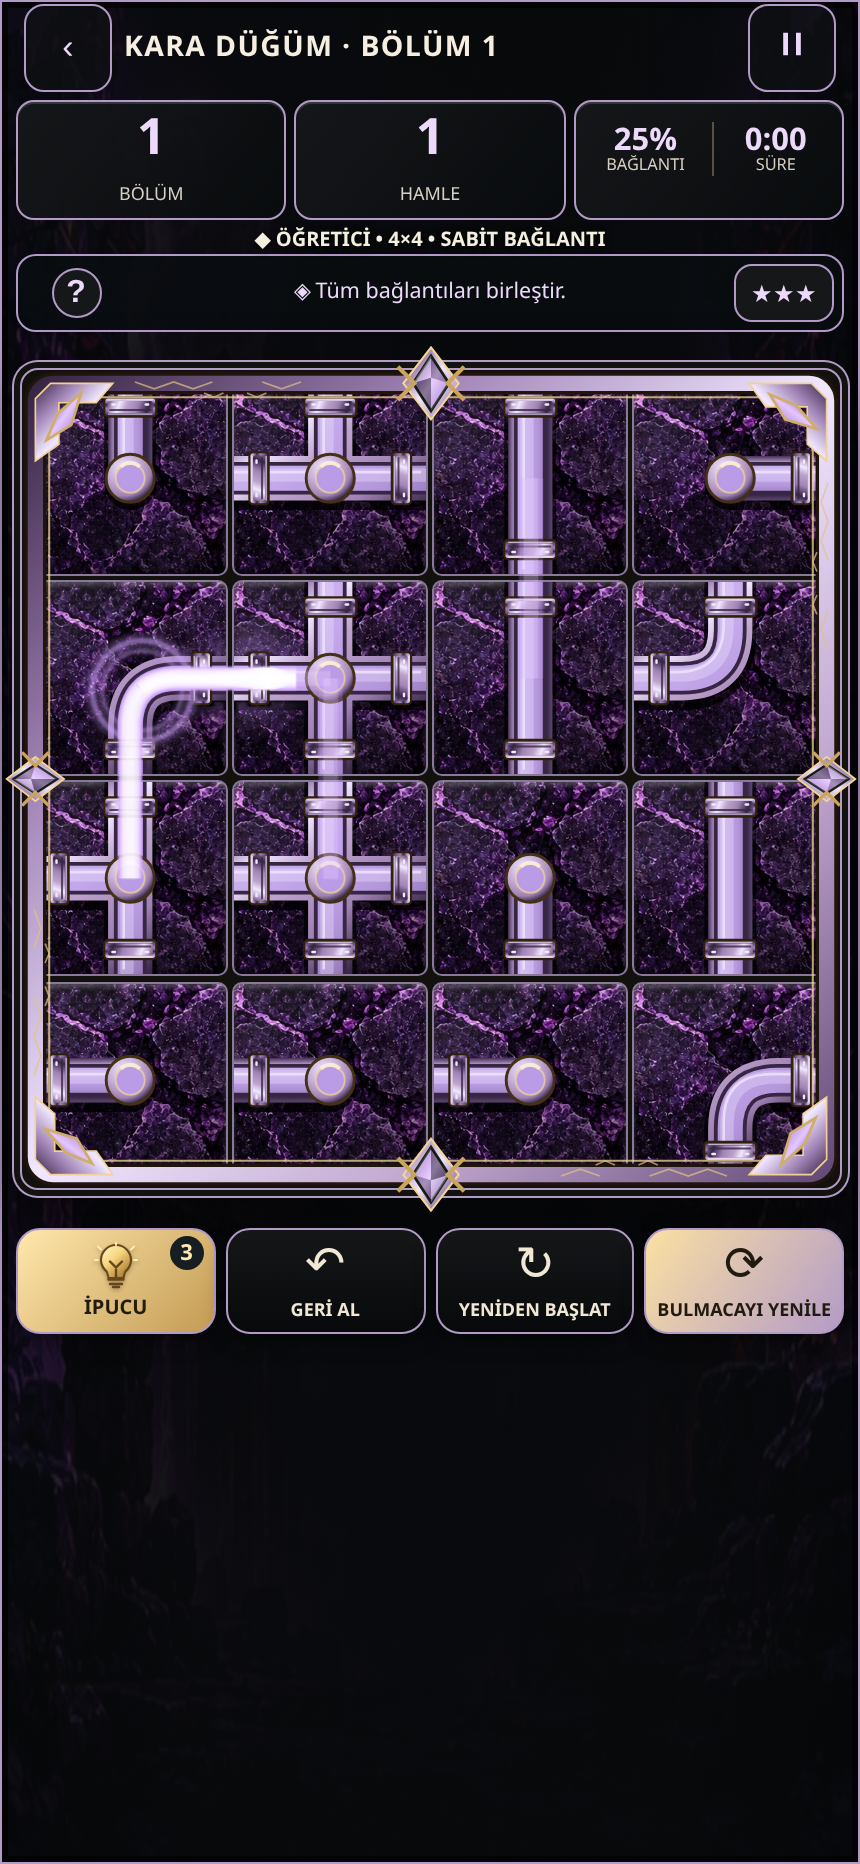 ‹ KARA DÜĞÜM · BÖLÜM 1
1
BÖLÜM
1
HAMLE
25%
BAĞLANTI
0:00
SÜRE
◆ ÖĞRETİCİ • 4×4 • SABİT BAĞLANTI
? ◈ Tüm bağlantıları birleştir. ★★★
3
İPUCU
↶
GERİ AL
↻
YENİDEN BAŞLAT
⟳
BULMACAYI YENİLE